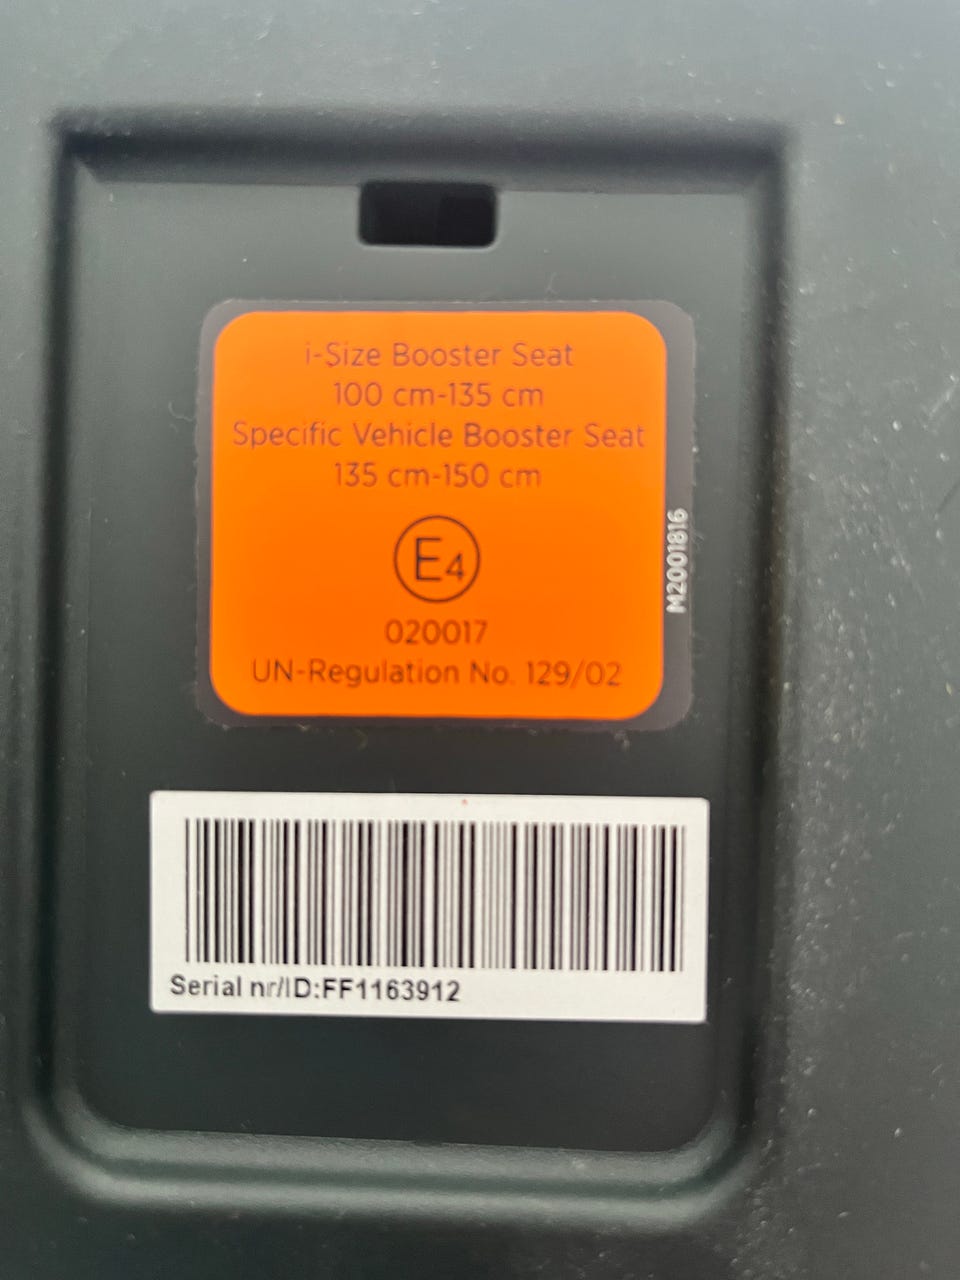 i-Size Booster Seat
100 cm-135 cm
Specific Vehicle Booster Seat
135 cm-150 cm
E4
020017
UN-Regulation No. 129/02
M2001816
Serial nr/ID:FF1163912